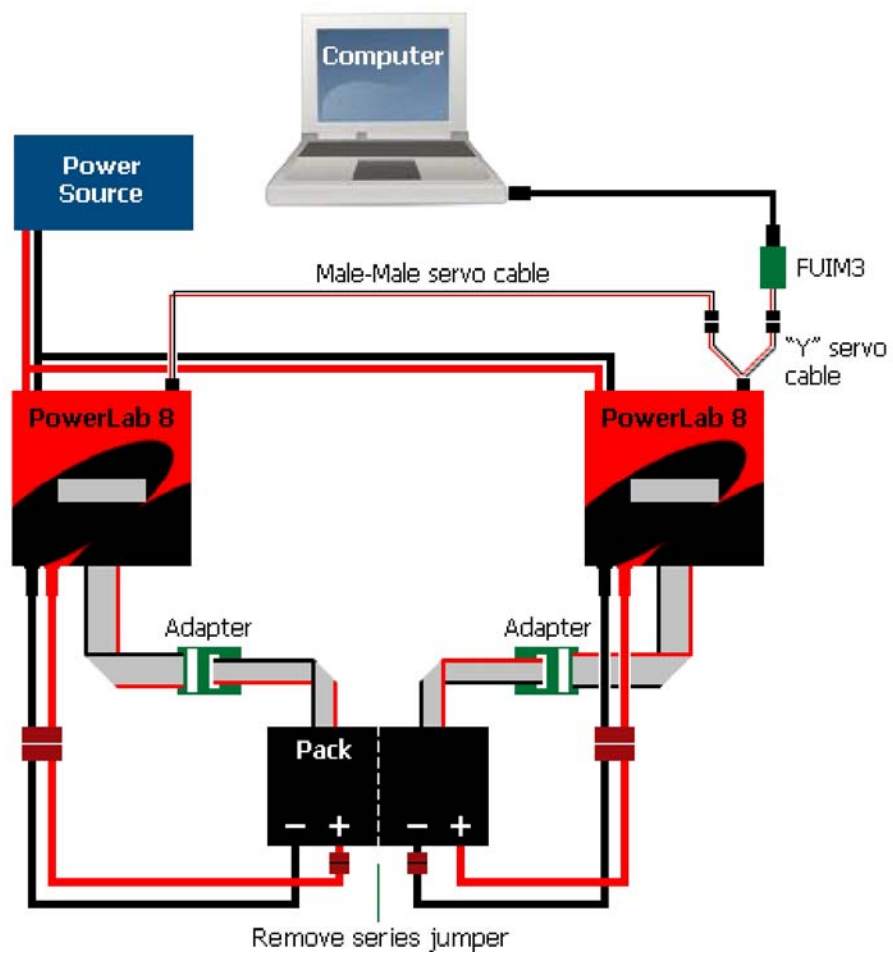 Computer
Power
Source
Male-Male servo cable
FUIM3
"Y" servo
cable
PowerLab 8
PowerLab 8
Adapter
Adapter
Pack
− +
− +
Remove series jumper